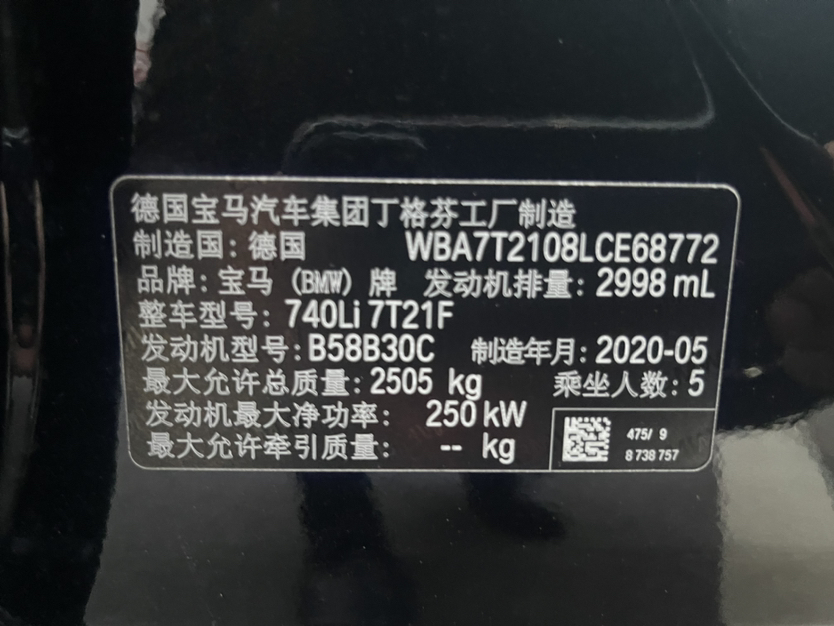 德国宝马汽车集团丁格芬工厂制造
制造国: 德国 WBA7T2108LCE68772
品牌: 宝马 (BMW) 牌 发动机排量: 2998 mL
整车型号: 740Li 7T21F
发动机型号: B58B30C 制造年月: 2020-05
最大允许总质量: 2505 kg 乘坐人数: 5
发动机最大净功率: 250 kW
最大允许牵引质量: -- kg
475/ 9
8 738 757